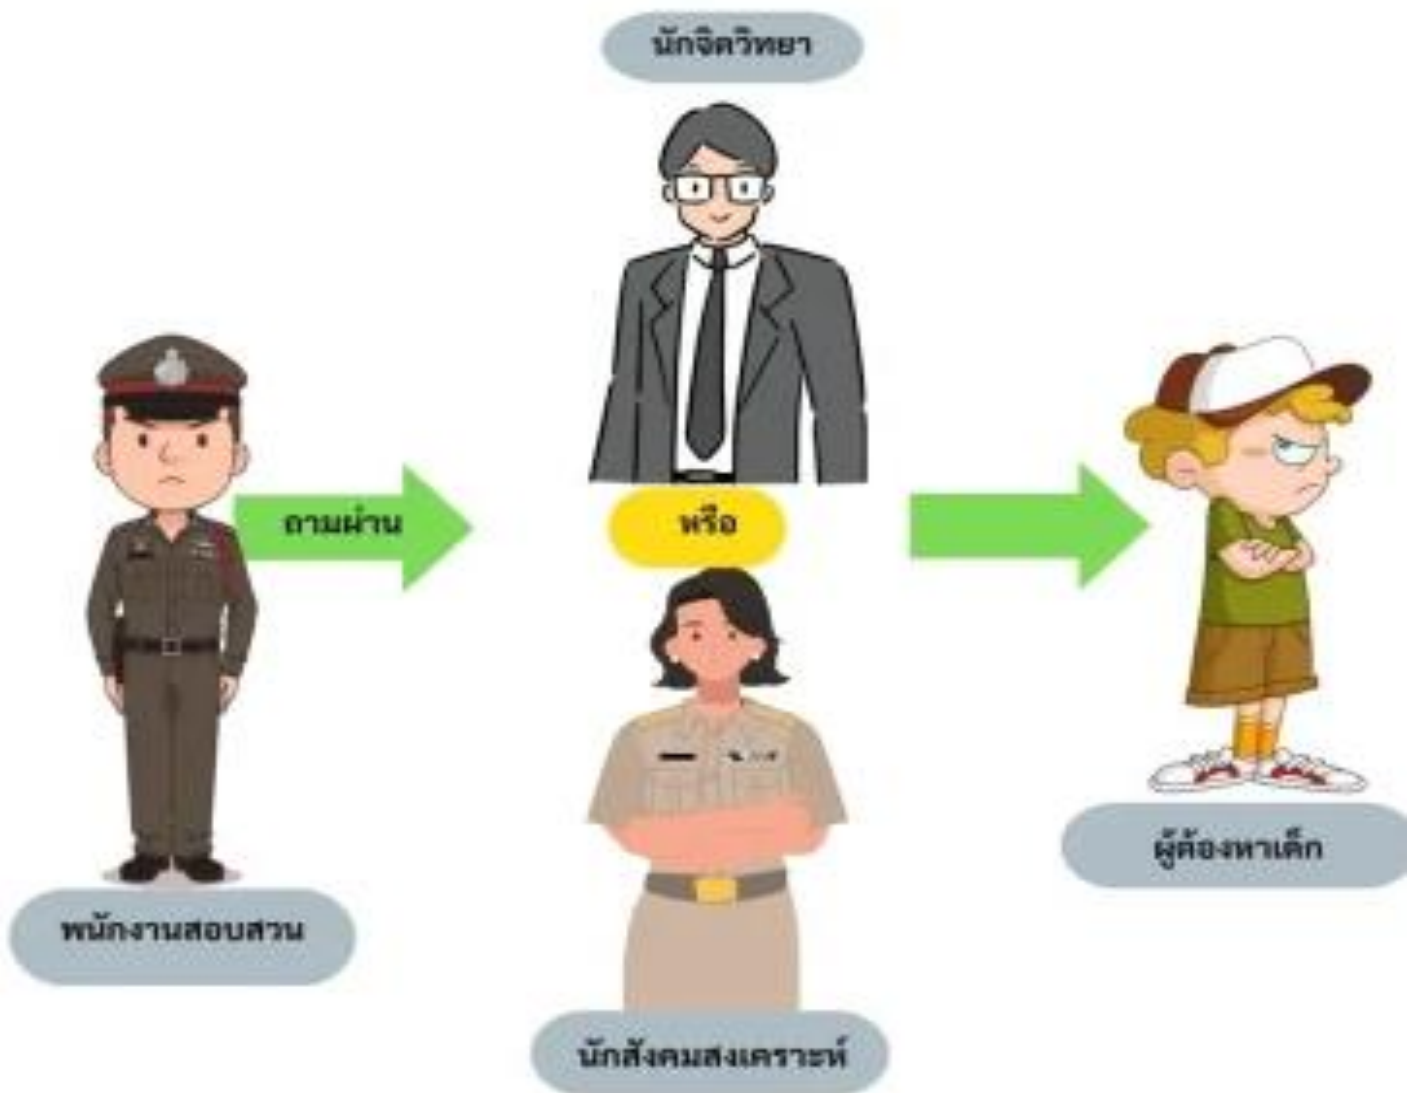 นักจิตวิทยา
ถามผ่าน
หรือ
ผู้ต้องหาเด็ก
พนักงานสอบสวน
นักสังคมสงเคราะห์